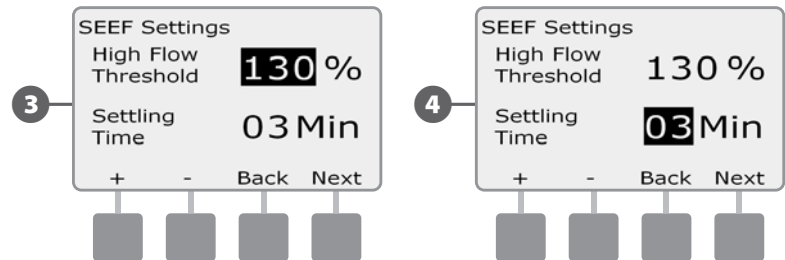 3
SEEF Settings
High Flow
Threshold 130 %
Settling
Time 03 Min
+ - Back Next
4
SEEF Settings
High Flow
Threshold 130 %
Settling
Time 03 Min
+ - Back Next